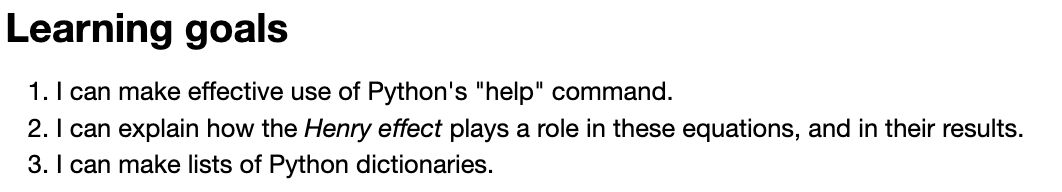 Learning goals
1. I can make effective use of Python's "help" command.
2. I can explain how the Henry effect plays a role in these equations, and in their results.
3. I can make lists of Python dictionaries.